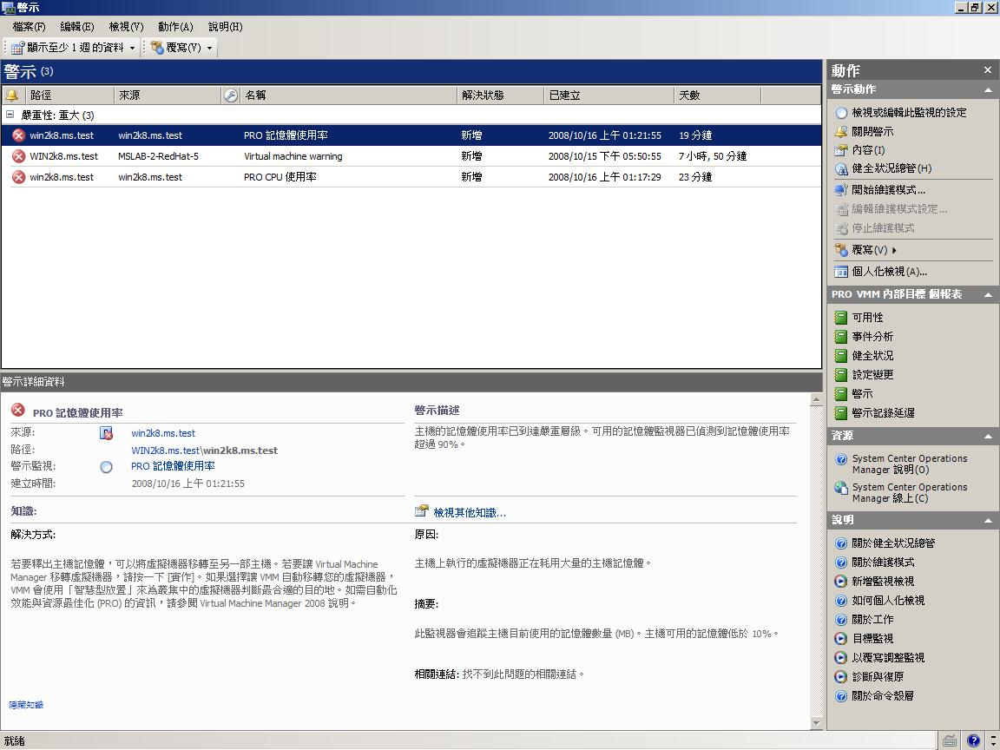 警示
檔案(F) 編輯(E) 檢視(V) 動作(A) 說明(H)
顯示至少 1 週 的資料 覆寫(V)
警示 (3)
路徑 來源 名稱 解決狀態 已建立 天數
嚴重性: 重大 (3)
win2k8.ms.test win2k8.ms.test PRO 記憶體使用率 新增 2008/10/16 上午 01:21:55 19 分鐘
WIN2k8.ms.test MSLAB-2-RedHat-5 Virtual machine warning 新增 2008/10/15 下午 05:50:55 7 小時, 50 分鐘
win2k8.ms.test win2k8.ms.test PRO CPU 使用率 新增 2008/10/16 上午 01:17:29 23 分鐘
警示詳細資料
PRO 記憶體使用率
來源: win2k8.ms.test
路徑: WIN2k8.ms.test\win2k8.ms.test
警示監視: PRO 記憶體使用率
建立時間: 2008/10/16 上午 01:21:55
警示描述
主機的記憶體使用率已到達嚴重層級。可用的記憶體監視器已偵測到記憶體使用率
超過 90%。
知識:
檢視其他知識...
解決方式:
若要釋出主機記憶體，可以將虛擬機器移轉至另一部主機。若要讓 Virtual Machine
Manager 移轉虛擬機器，請按一下 [實作]。如果選擇讓 VMM 自動移轉您的虛擬機器，
VMM 會使用「智慧型放置」來為叢集中的虛擬機器判斷最合適的目的地。如需自動化
效能與資源最佳化 (PRO) 的資訊，請參閱 Virtual Machine Manager 2008 說明。
原因:
主機上執行的虛擬機器正在耗用大量的主機記憶體。
摘要:
此監視器會追蹤主機目前使用的記憶體數量 (MB)。主機可用的記憶體低於 10%。
相關連結: 找不到此問題的相關連結。
隱藏知識
動作
警示動作
檢視或編輯此監視的設定
關閉警示
內容(I)
健全狀況總管(H)
開始維護模式...
編輯維護模式設定...
停止維護模式
覆寫(V)
個人化檢視(A)...
PRO VMM 內部目標 個報表
可用性
事件分析
健全狀況
設定變更
警示
警示記錄延遲
資源
System Center Operations
Manager 說明(O)
System Center Operations
Manager 線上(C)
說明
關於健全狀況總管
關於維護模式
新增監視檢視
如何個人化檢視
關於工作
目標監視
以覆寫調整監視
診斷與復原
關於命令殼層
就緒